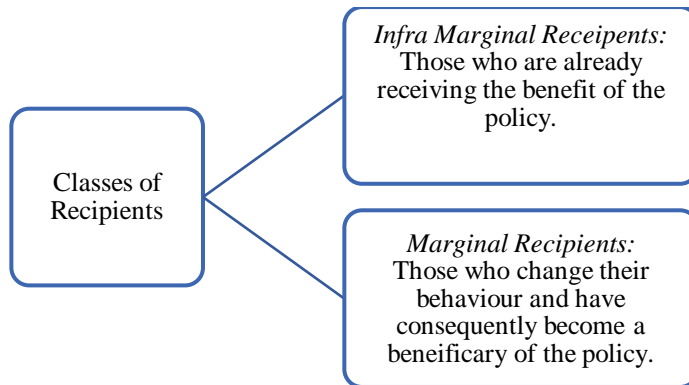 Classes of
Recipients
Infra Marginal Receipents:
Those who are already
receiving the benefit of the
policy.
Marginal Recipients:
Those who change their
behaviour and have
consequently become a
beneificary of the policy.